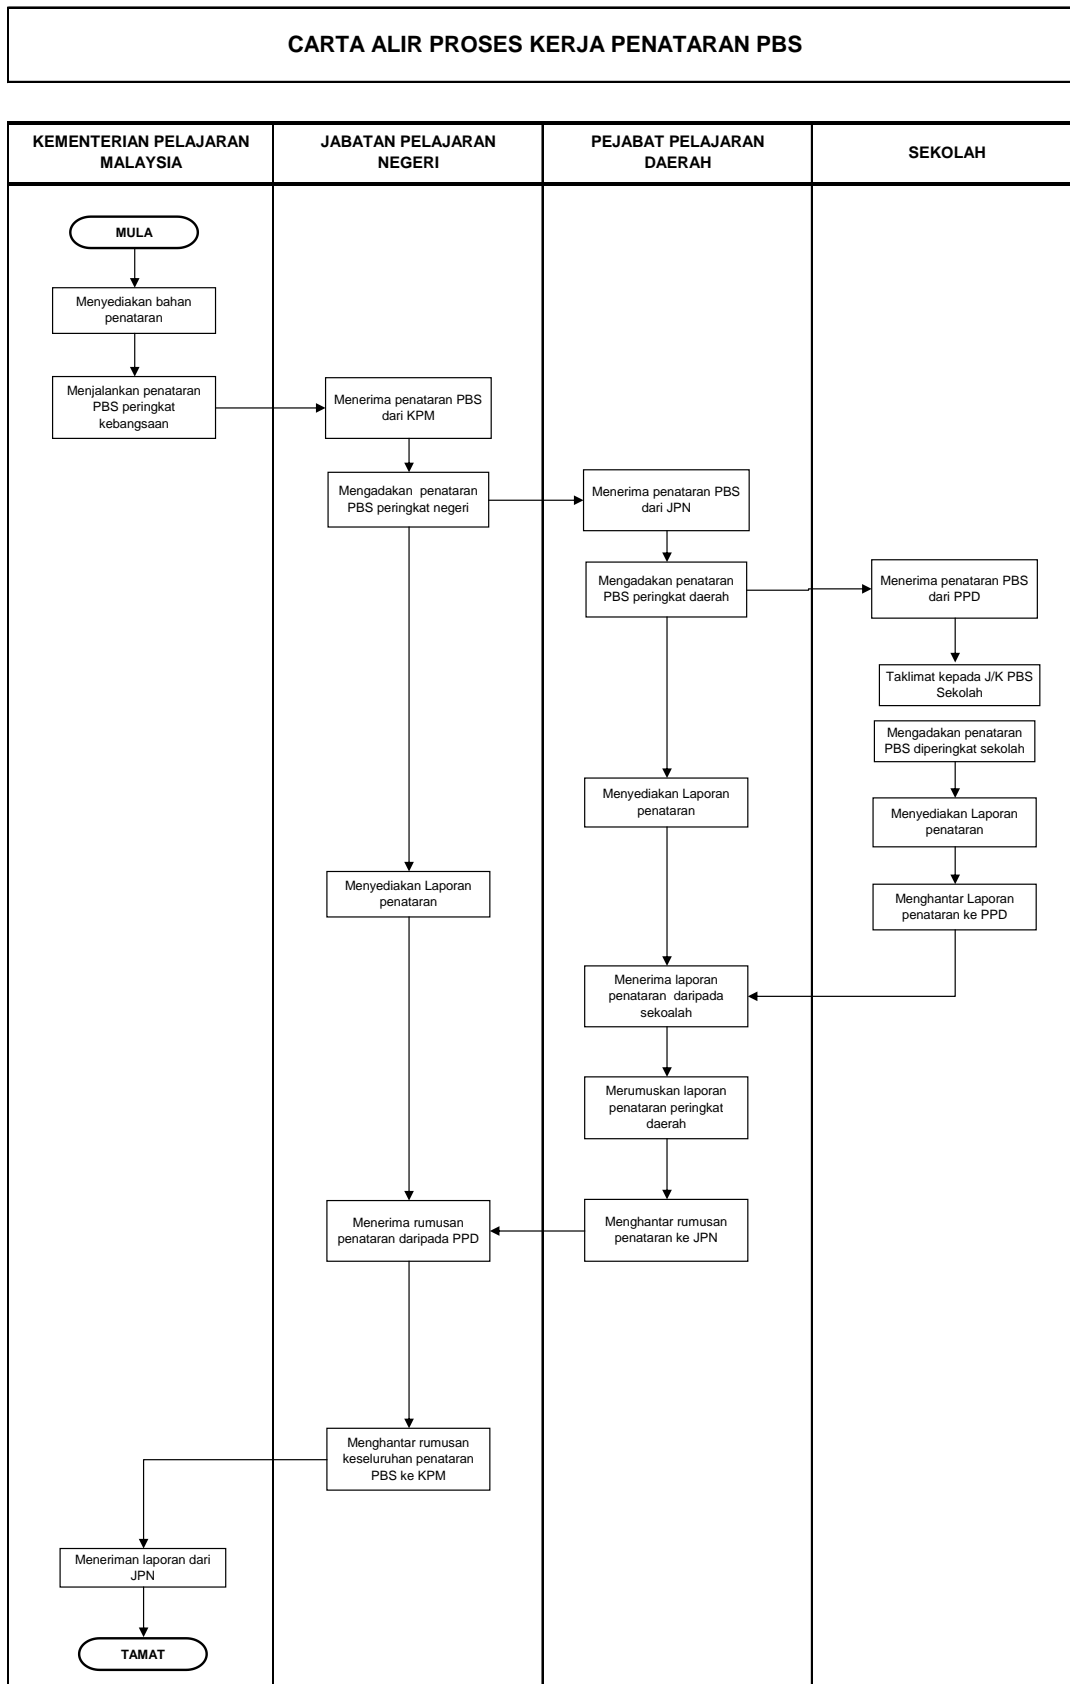 CARTA ALIR PROSES KERJA PENATARAN PBS
KEMENTERIAN PELAJARAN
MALAYSIA
JABATAN PELAJARAN
NEGERI
PEJABAT PELAJARAN
DAERAH
SEKOLAH
MULA
Menyediakan bahan
penataran
Menjalankan penataran
PBS peringkat
kebangsaan
Menerima penataran PBS
dari KPM
Mengadakan  penataran
PBS peringkat negeri
Menerima penataran PBS
dari JPN
Mengadakan penataran
PBS peringkat daerah
Menerima penataran PBS
dari PPD
Taklimat kepada J/K PBS
Sekolah
Mengadakan penataran
PBS diperingkat sekolah
Menyediakan Laporan
penataran
Menyediakan Laporan
penataran
Menyediakan Laporan
penataran
Menghantar Laporan
penataran ke PPD
Menerima laporan
penataran  daripada
sekoalah
Merumuskan laporan
penataran peringkat
daerah
Menghantar rumusan
penataran ke JPN
Menerima rumusan
penataran daripada PPD
Menghantar rumusan
keseluruhan penataran
PBS ke KPM
Meneriman laporan dari
JPN
TAMAT